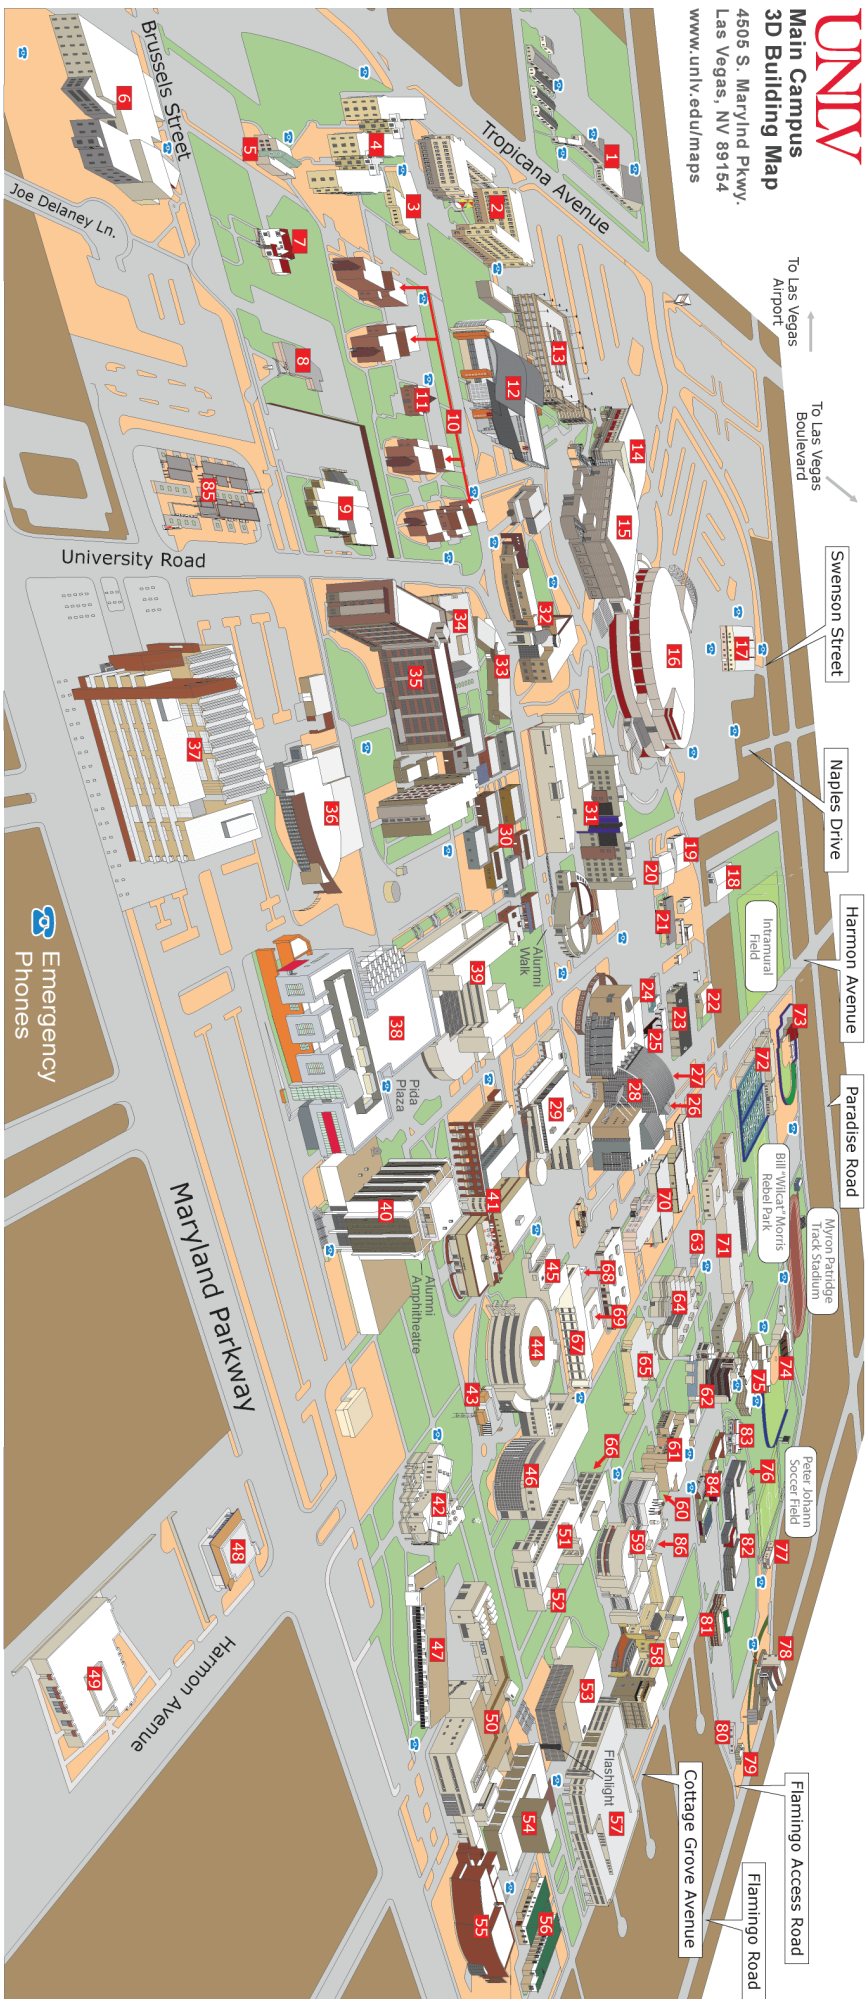 UNLV
Main Campus
3D Building Map
4505 S. Marylnd Pkwy.
Las Vegas, NV 89154
www.unlv.edu/maps
To Las Vegas
Airport
To Las Vegas
Boulevard
Swenson Street
Naples Drive
Harmon Avenue
Paradise Road
Flamingo Access Road
Flamingo Road
Cottage Grove Avenue
Tropicana Avenue
Brussels Street
Joe Delaney Ln.
University Road
Maryland Parkway
Harmon Avenue
Intramural
Field
Bill "Wilcat" Morris
Rebel Park
Myron Patridge
Track Stadium
Peter Johann
Soccer Field
Alumni
Walk
Pida
Plaza
Alumni
Amphitheatre
Flashlight
Emergency
Phones
1
2
3
4
5
6
7
8
9
10
11
12
13
14
15
16
17
18
19
20
21
22
23
24
25
26
27
28
29
30
31
32
33
34
35
36
37
38
39
40
41
42
43
44
45
46
47
48
49
50
51
52
53
54
55
56
57
58
59
60
61
62
63
64
65
66
67
68
69
70
71
72
73
74
75
76
77
78
79
80
81
82
83
84
85
86